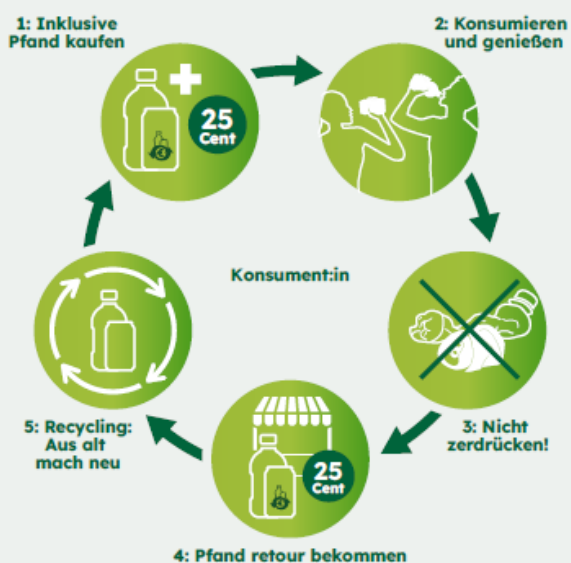 1: Inklusive
Pfand kaufen
25
Cent
2: Konsumieren
und genießen
Konsument:in
3: Nicht
zerdrücken!
25
Cent
4: Pfand retour bekommen
5: Recycling:
Aus alt
mach neu